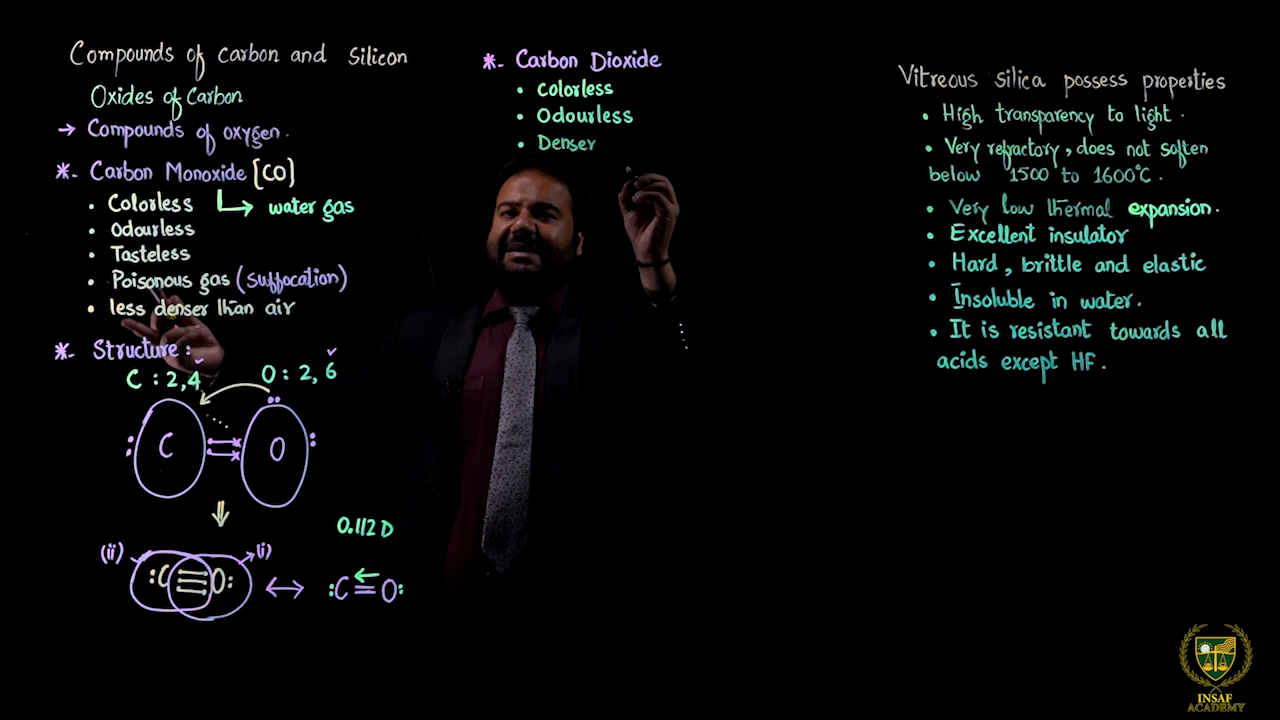 Compounds of Carbon and Silicon
Oxides of Carbon
→ Compounds of oxygen.
*- Carbon Monoxide [CO]
• Colorless
water gas
• Odourless
• Tasteless
• Poisonous gas (suffocation)
• less denser than air
*- Structure:
C : 2,4
O : 2, 6
C
O
0.112 D
(ii)
:C≡O:
(i)
↔ :C=O:
*- Carbon Dioxide
• Colorless
• Odourless
• Denser
Vitreous silica possess properties
• High transparency to light.
• Very refractory, does not soften
below 1500 to 1600°C.
• Very low thermal expansion.
• Excellent insulator
• Hard, brittle and elastic
• Insoluble in water.
• It is resistant towards all
acids except HF.
INSAF
ACADEMY